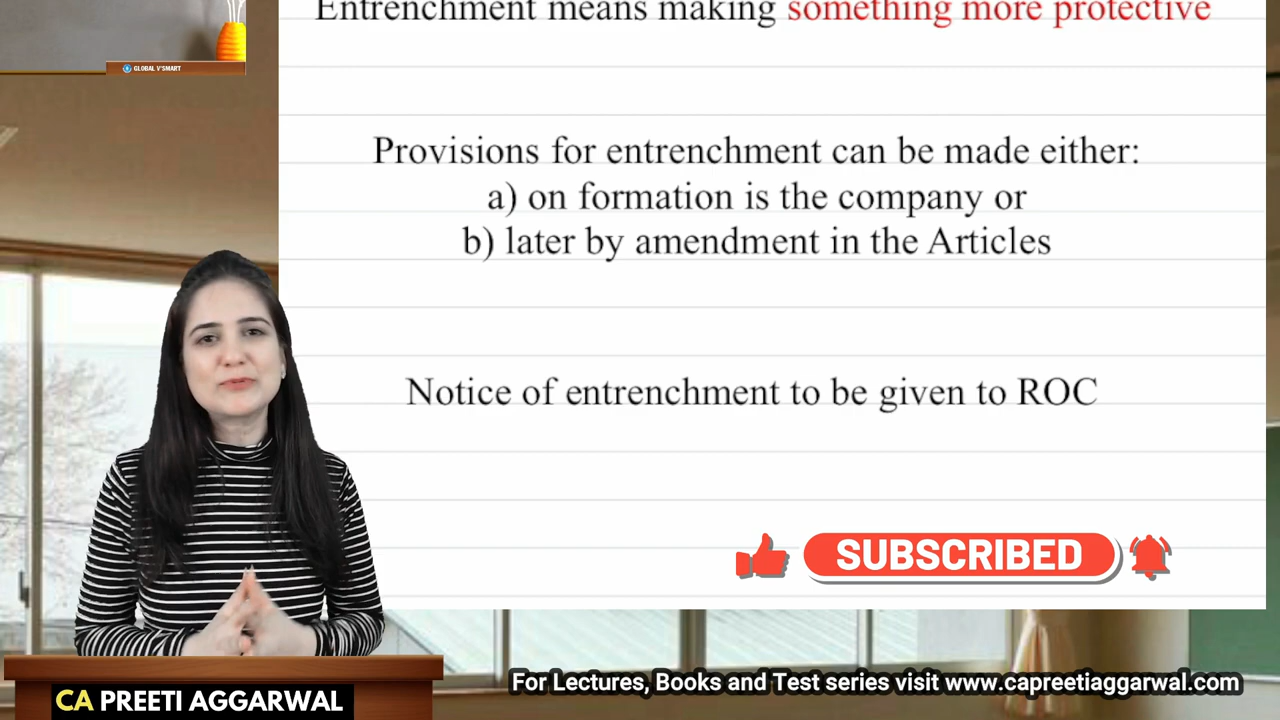 Entrenchment means making something more protective
GLOBAL V'SMART
Provisions for entrenchment can be made either:
a) on formation is the company or
b) later by amendment in the Articles
Notice of entrenchment to be given to ROC
SUBSCRIBED
For Lectures, Books and Test series visit www.capreetiaggarwal.com
CA PREETI AGGARWAL